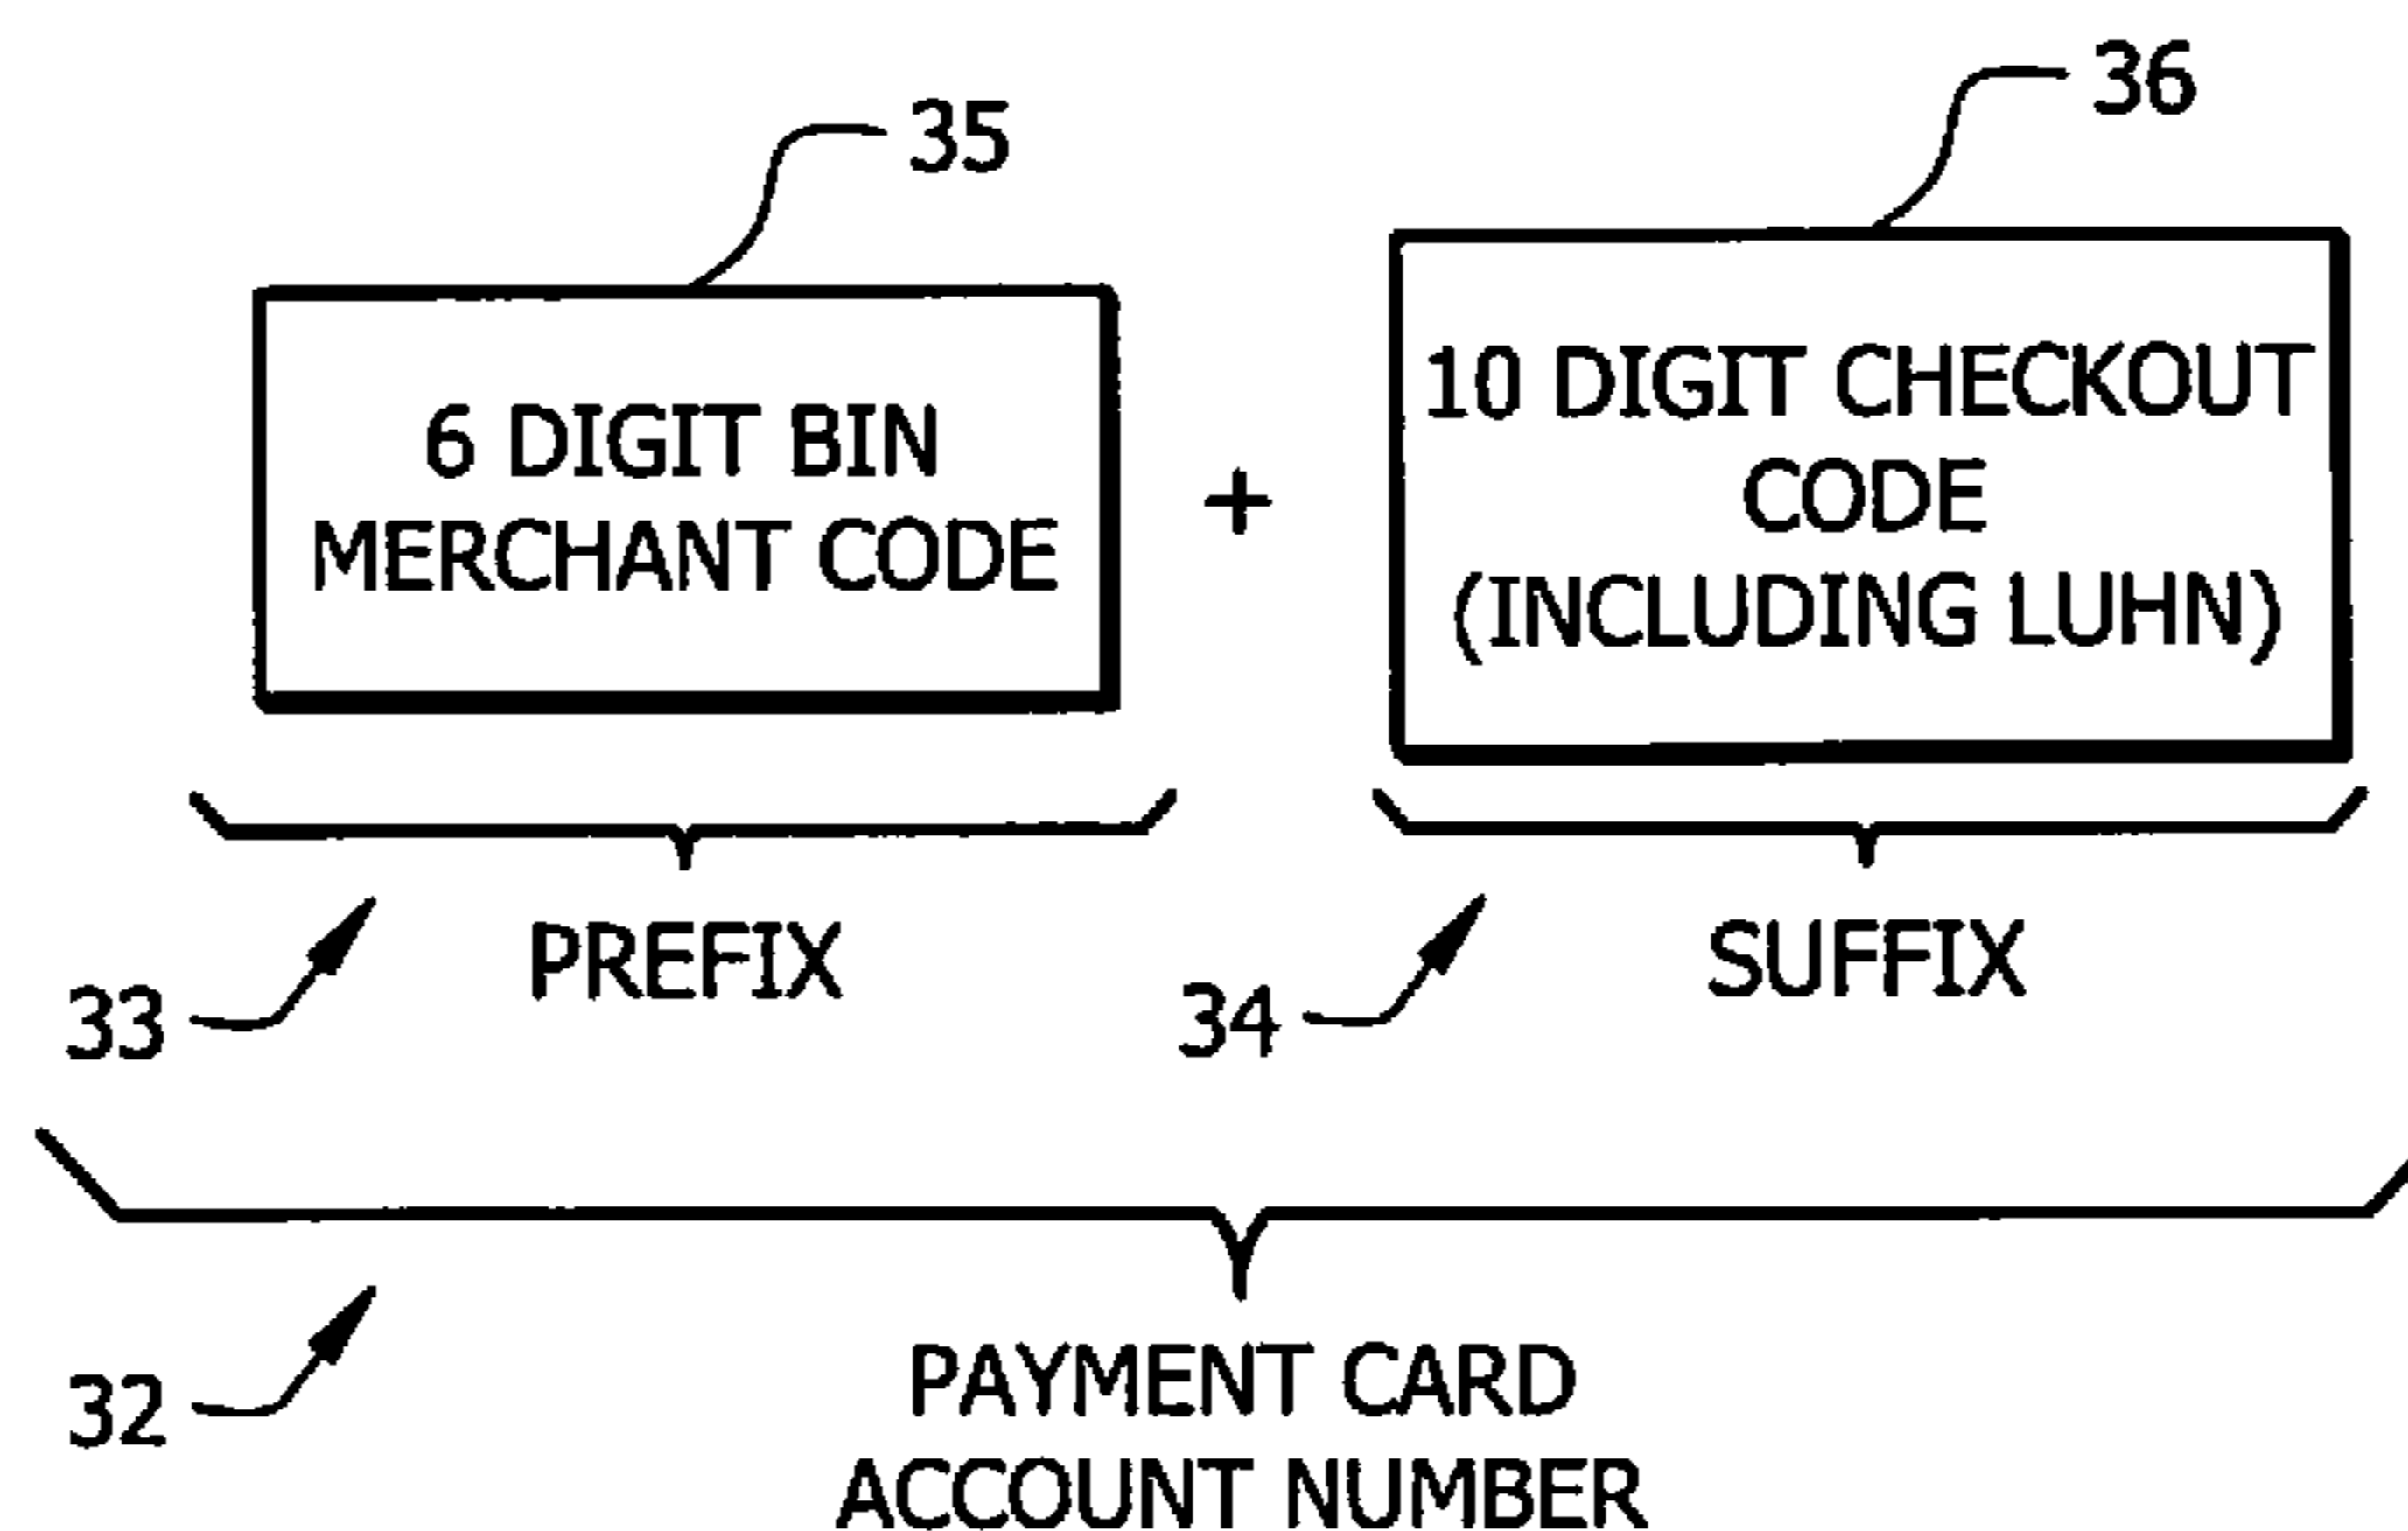 35
36
6 DIGIT BIN
MERCHANT CODE
+
10 DIGIT CHECKOUT
CODE
(INCLUDING LUHN)
PREFIX
SUFFIX
33
34
32
PAYMENT CARD
ACCOUNT NUMBER